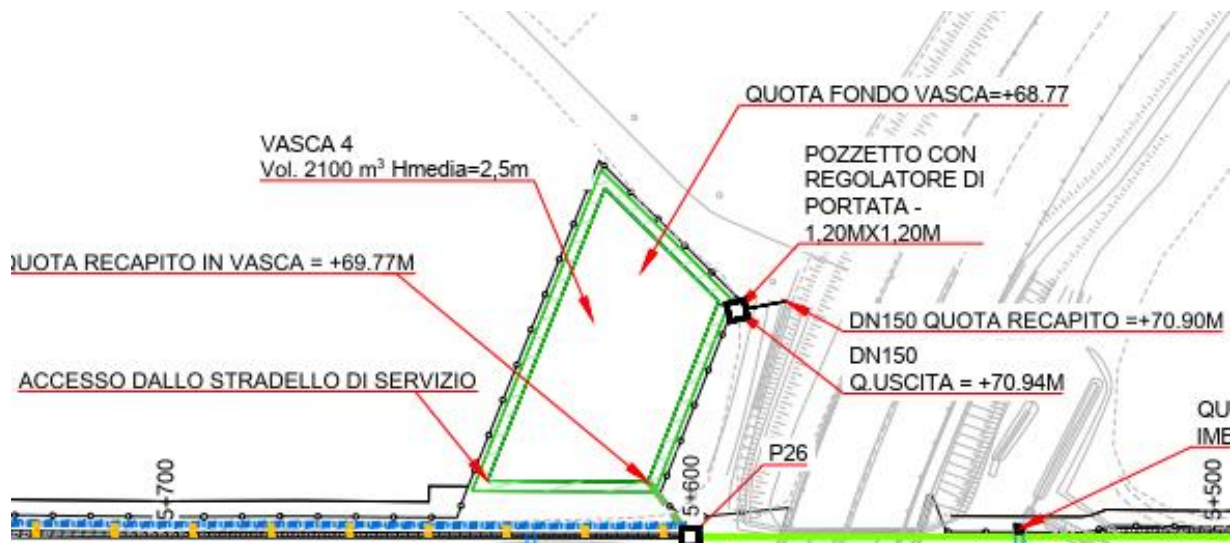 QUOTA FONDO VASCA=+68.77
VASCA 4
Vol. 2100 m³ Hmedia=2,5m
POZZETTO CON
REGOLATORE DI
PORTATA -
1,20MX1,20M
QUOTA RECAPITO IN VASCA = +69.77M
DN150 QUOTA RECAPITO =+70.90M
DN150
Q.USCITA = +70.94M
ACCESSO DALLO STRADELLO DI SERVIZIO
QU
IMB
P26
5+700
5+600
5+500